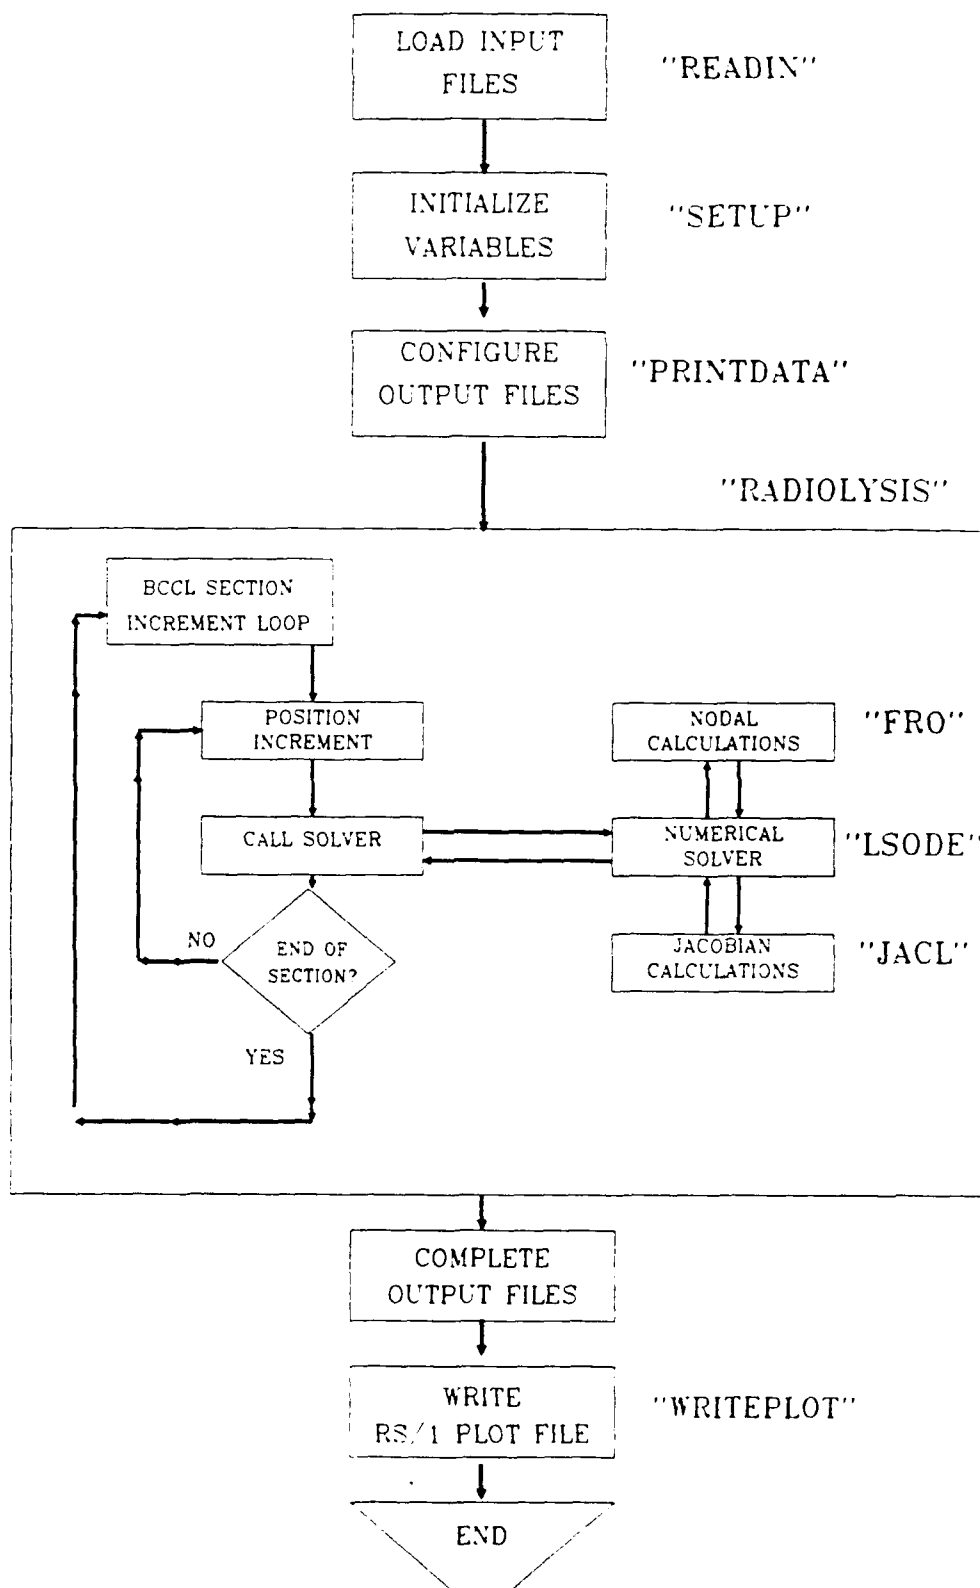 LOAD INPUT
FILES
"READIN"
INITIALIZE
VARIABLES
"SETUP"
CONFIGURE
OUTPUT FILES
"PRINTDATA"
"RADIOLYSIS"
BCCL SECTION
INCREMENT LOOP
POSITION
INCREMENT
NODAL
CALCULATIONS
"FRO"
CALL SOLVER
NUMERICAL
SOLVER
"LSODE"
NO
END OF
SECTION?
JACOBIAN
CALCULATIONS
"JACL"
YES
COMPLETE
OUTPUT FILES
WRITE
RS/1 PLOT FILE
"WRITEPLOT"
END